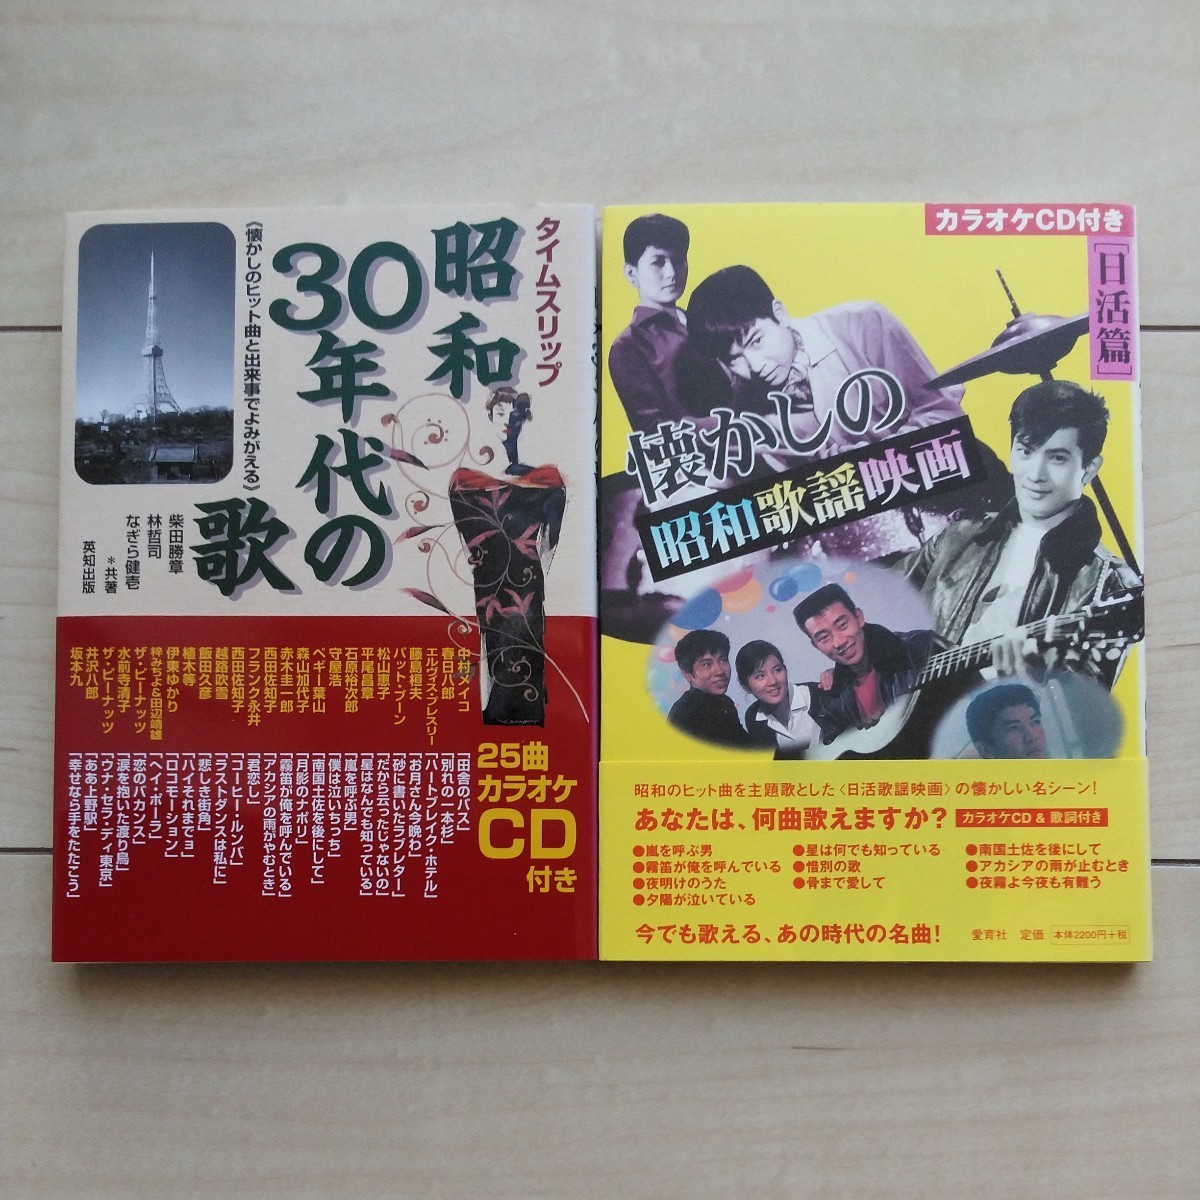 タイムスリップ
昭和
30年代の
歌
《懐かしのヒット曲と出来事でよみがえる》
柴田勝章
林哲司
なぎら健壱
＊共著
英知出版
中村メイコ
春日八郎
エルヴィス・プレスリー
藤島桓夫
パット・ブーン
松山恵子
平尾昌章
石原裕次郎
守屋浩
ペギー葉山
森山加代子
赤木圭一郎
西田佐知子
フランク永井
西田佐知子
越路吹雪
飯田久彦
植木等
伊東ゆかり
梓みちよ&田辺靖雄
ザ・ピーナッツ
水前寺清子
ザ・ピーナッツ
井沢八郎
坂本九
「田舎のバス」
「別れの一本杉」
「ハートブレイク・ホテル」
「お月さん今晩わ」
「砂に書いたラブレター」
「だから云ったじゃないの」
「星はなんでも知っている」
「嵐を呼ぶ男」
「僕は泣いちっち」
「南国土佐を後にして」
「月影のナポリ」
「霧笛が俺を呼んでいる」
「アカシアの雨がやむとき」
「君恋し」
「コーヒー・ルンバ」
「ラストダンスは私に」
「悲しき街角」
「ハイそれまでョ」
「ロコモーション」
「ヘイ・ポーラ」
「恋のバカンス」
「涙を抱いた渡り鳥」
「ウナ・セラ・ディ東京」
「ああ上野駅」
「幸せなら手をたたこう」
25曲
カラオケ
CD
付き
カラオケCD付き
[日活篇]
懐かしの
昭和歌謡映画
昭和のヒット曲を主題歌とした〈日活歌謡映画〉の懐かしい名シーン!
あなたは、何曲歌えますか? カラオケCD & 歌詞付き
●嵐を呼ぶ男 ●星は何でも知っている ●南国土佐を後にして
●霧笛が俺を呼んでいる ●惜別の歌 ●アカシアの雨が止むとき
●夜明けのうた ●骨まで愛して ●夜霧よ今夜も有難う
●夕陽が泣いている
今でも歌える、あの時代の名曲! 愛育社 定価 本体2200円+税